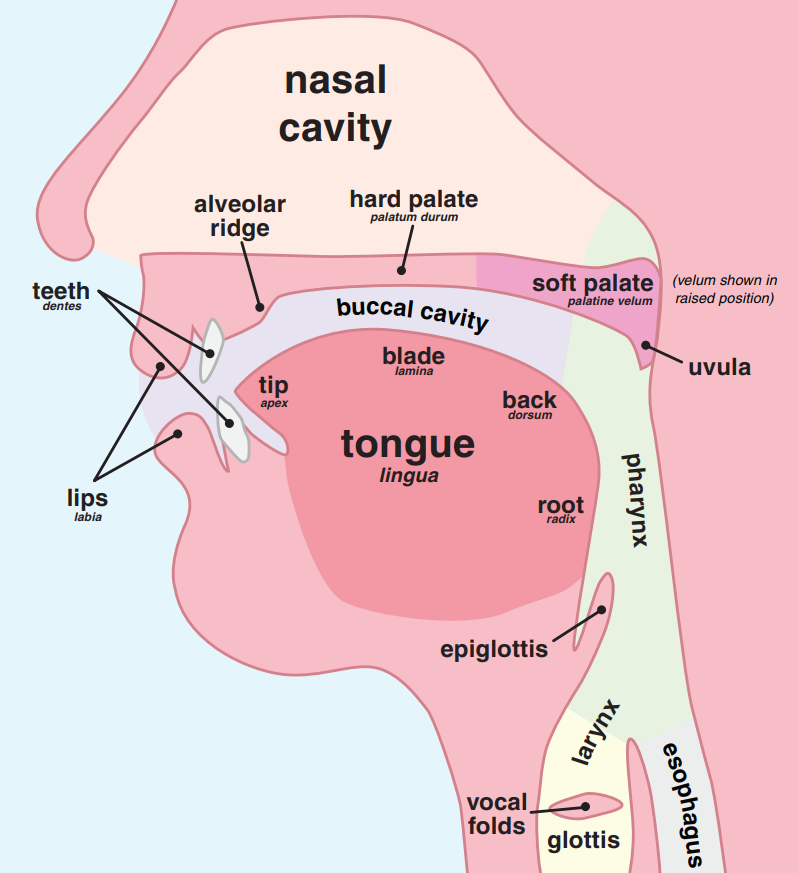 nasal
cavity
alveolar
ridge
hard palate
palatum durum
teeth
dentes
soft palate
palatine velum
(velum shown in
raised position)
buccal cavity
uvula
blade
lamina
tip
apex
back
dorsum
tongue
lingua
lips
labia
pharynx
root
radix
epiglottis
larynx
esophagus
vocal
folds
glottis